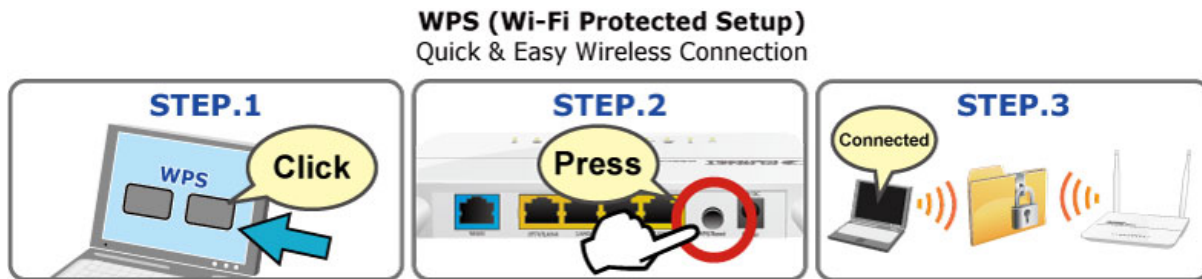 WPS (Wi-Fi Protected Setup)
Quick & Easy Wireless Connection
STEP.1
WPS
Click
STEP.2
Press
WAN
STEP.3
Connected